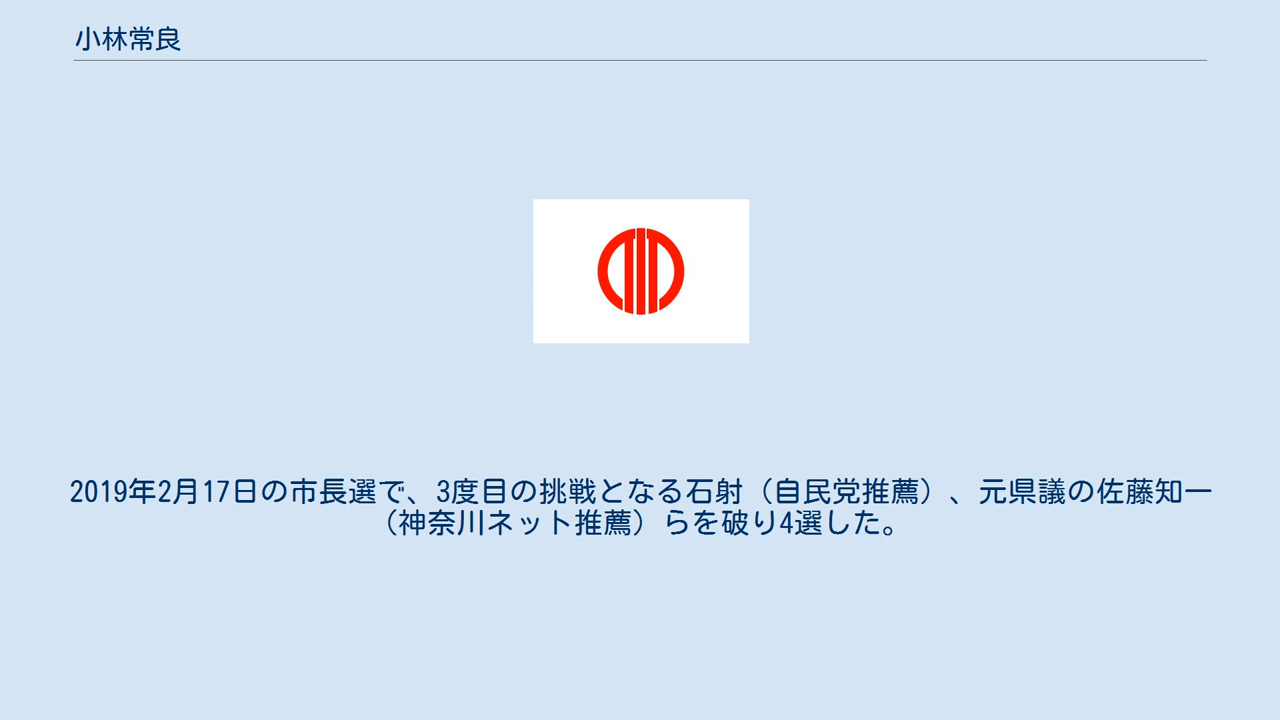 小林常良
2019年2月17日の市長選で、3度目の挑戦となる石射（自民党推薦）、元県議の佐藤知一
（神奈川ネット推薦）らを破り4選した。